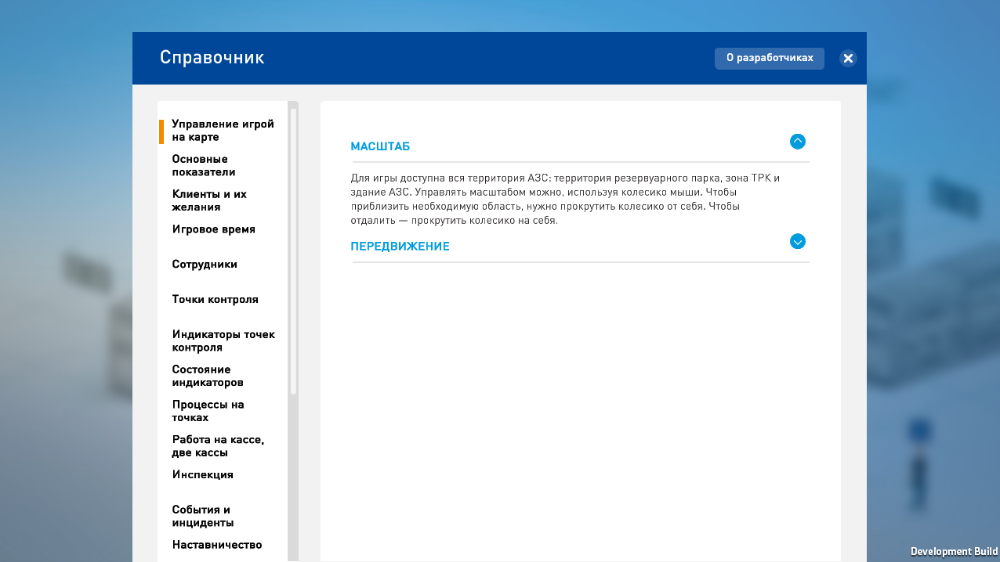 Справочник
О разработчиках
Управление игрой
на карте
Основные
показатели
Клиенты и их
желания
Игровое время
Сотрудники
Точки контроля
Индикаторы точек
контроля
Состояние
индикаторов
Процессы на
точках
Работа на кассе,
две кассы
Инспекция
События и
инциденты
Наставничество
МАСШТАБ
Для игры доступна вся территория АЗС: территория резервуарного парка, зона ТРК и
здание АЗС. Управлять масштабом можно, используя колесико мыши. Чтобы
приблизить необходимую область, нужно прокрутить колесико от себя. Чтобы
отдалить — прокрутить колесико на себя.
ПЕРЕДВИЖЕНИЕ
Development Build